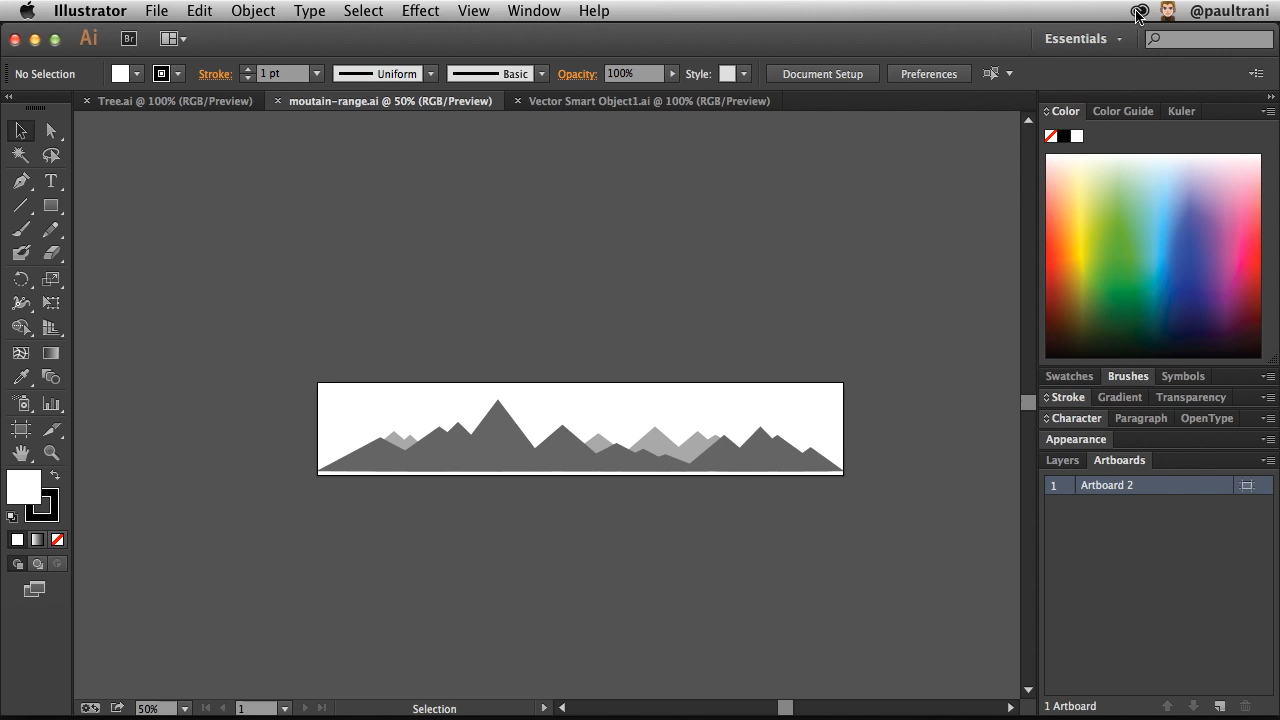 Illustrator File Edit Object Type Select Effect View Window Help @paultrani
Ai Br Essentials
No Selection Stroke: 1 pt Uniform Basic Opacity: 100% Style: Document Setup Preferences
× Tree.ai @ 100% (RGB/Preview) × moutain-range.ai @ 50% (RGB/Preview) × Vector Smart Object1.ai @ 100% (RGB/Preview)
Color Color Guide Kuler
Swatches Brushes Symbols
Stroke Gradient Transparency
Character Paragraph OpenType
Appearance
Layers Artboards
1 Artboard 2
50% 1 Selection
1 Artboard